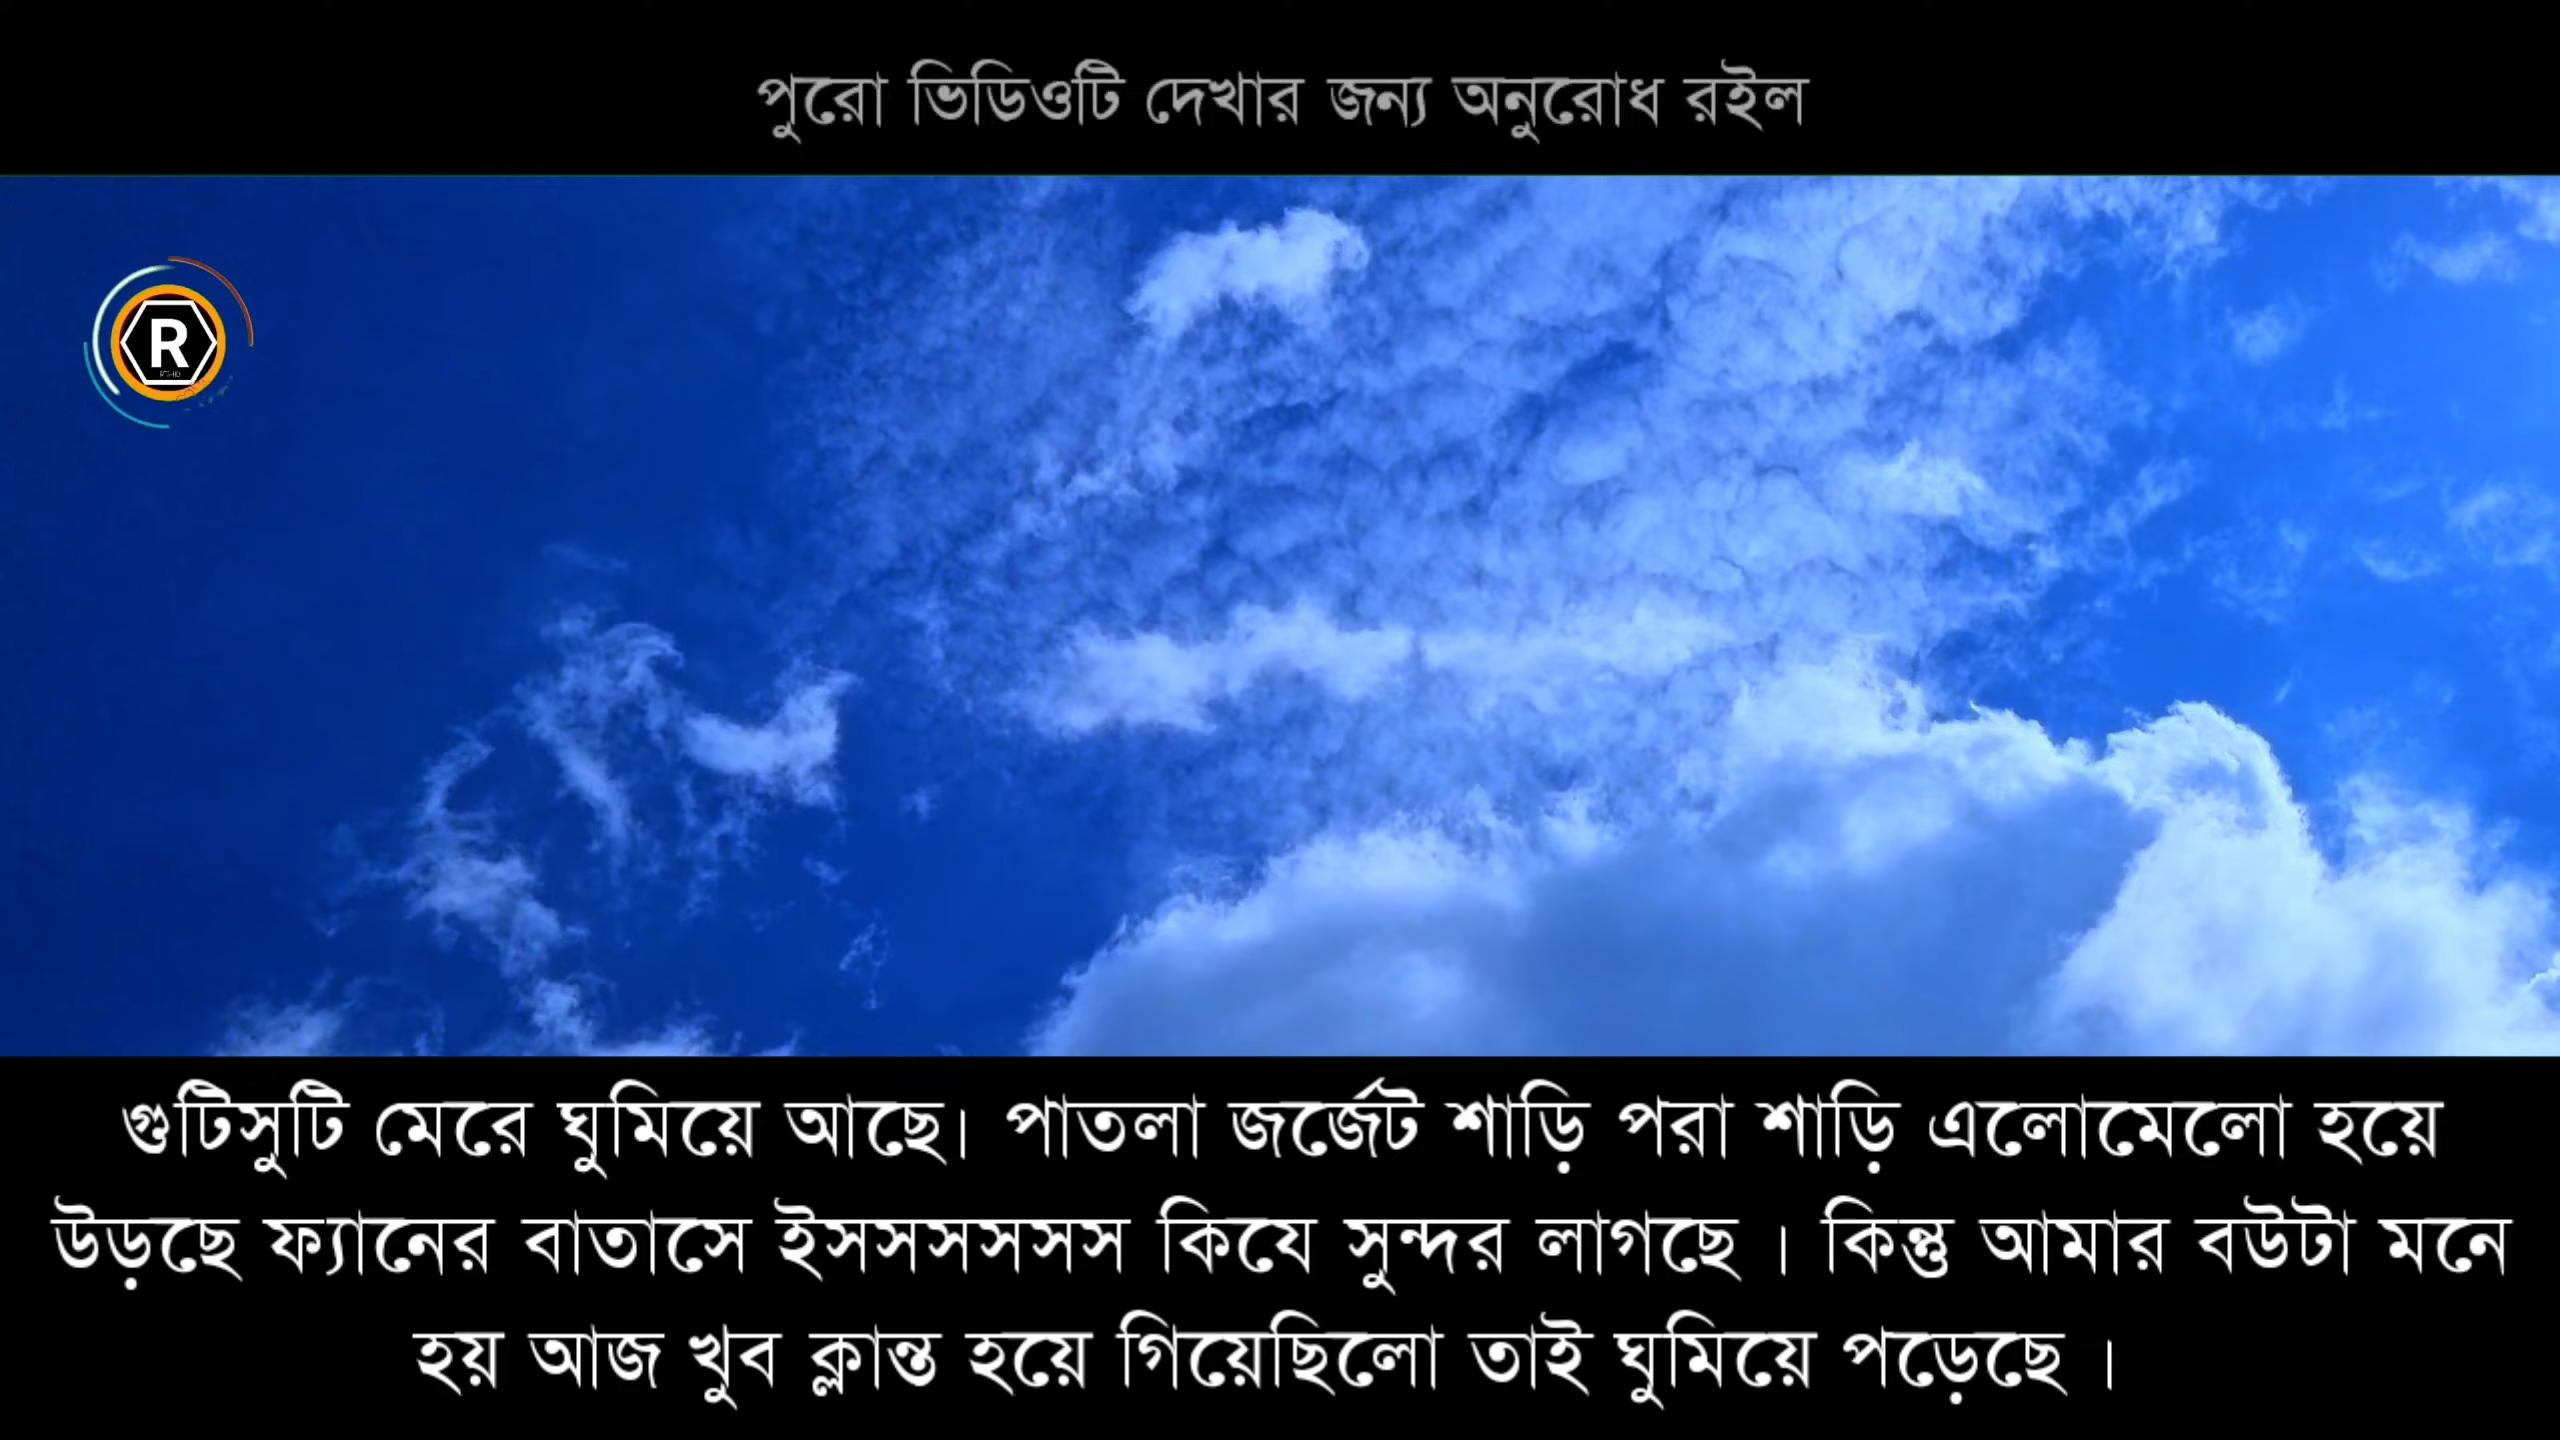 পুরো ভিডিওটি দেখার জন্য অনুরোধ রইল
R
গুটিসুটি মেরে ঘুমিয়ে আছে। পাতলা জর্জেট শাড়ি পরা শাড়ি এলোমেলো হয়ে
উড়ছে ফ্যানের বাতাসে ইসসসসসস কিযে সুন্দর লাগছে । কিন্তু আমার বউটা মনে
হয় আজ খুব ক্লান্ত হয়ে গিয়েছিলো তাই ঘুমিয়ে পড়েছে ।